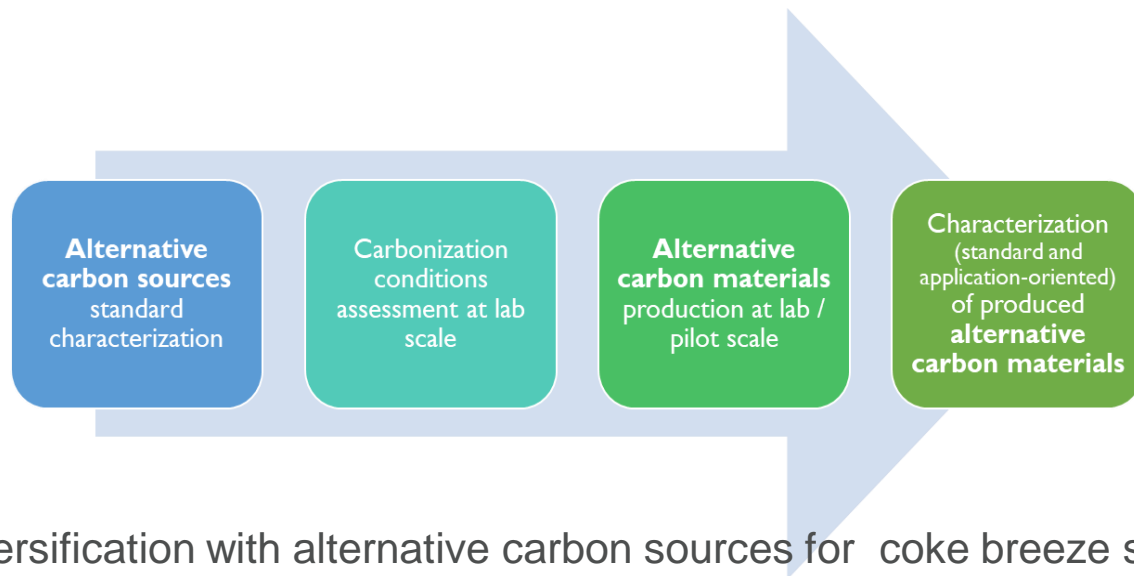 Alternative
carbon sources
standard
characterization
Carbonization
conditions
assessment at lab
scale
Alternative
carbon materials
production at lab /
pilot scale
Characterization
(standard and
application-oriented)
of produced
alternative
carbon materials
ersification with alternative carbon sources for  coke breeze s